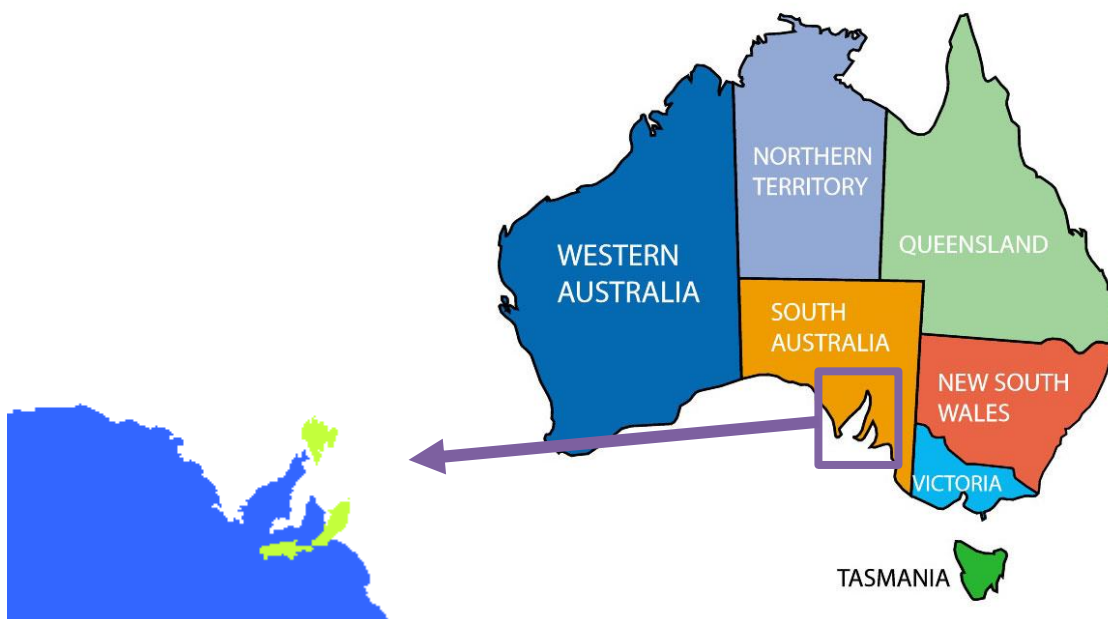 NORTHERN
TERRITORY
QUEENSLAND
WESTERN
AUSTRALIA
SOUTH
AUSTRALIA
NEW SOUTH
WALES
VICTORIA
TASMANIA